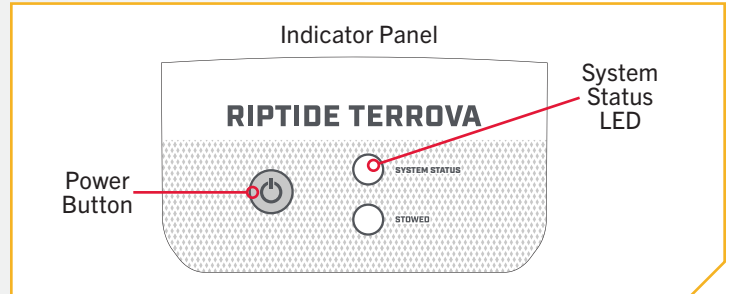 Indicator Panel
System
Status
LED
RIPTIDE TERROVA
SYSTEM STATUS
Power
Button
STOWED